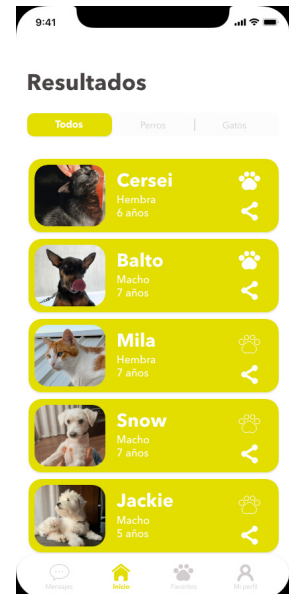 9:41
Resultados
Todos Perros Gatos
Cersei
Hembra
6 años
Balto
Macho
7 años
Mila
Hembra
7 años
Snow
Macho
7 años
Jackie
Macho
5 años
Mensajes Inicio Favoritos Mi perfil